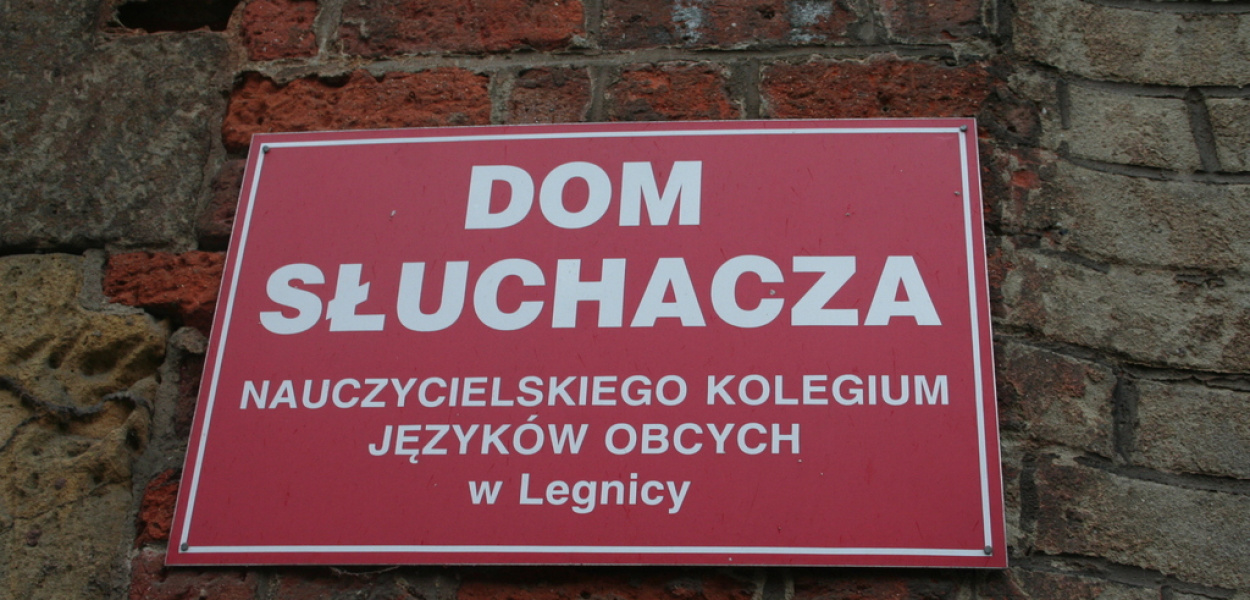 DOM
SŁUCHACZA
NAUCZYCIELSKIEGO KOLEGIUM
JĘZYKÓW OBCYCH
w Legnicy